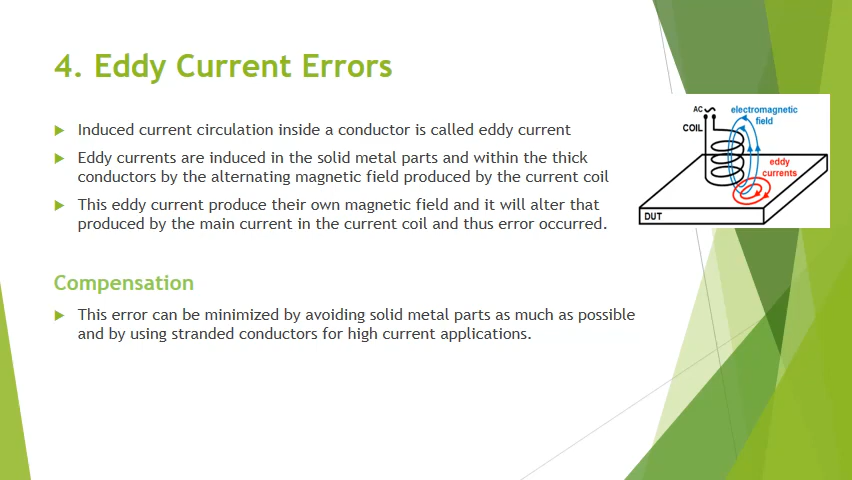 4. Eddy Current Errors
Induced current circulation inside a conductor is called eddy current
Eddy currents are induced in the solid metal parts and within the thick
conductors by the alternating magnetic field produced by the current coil
This eddy current produce their own magnetic field and it will alter that
produced by the main current in the current coil and thus error occurred.
AC
COIL
electromagnetic
field
eddy
currents
DUT
Compensation
This error can be minimized by avoiding solid metal parts as much as possible
and by using stranded conductors for high current applications.